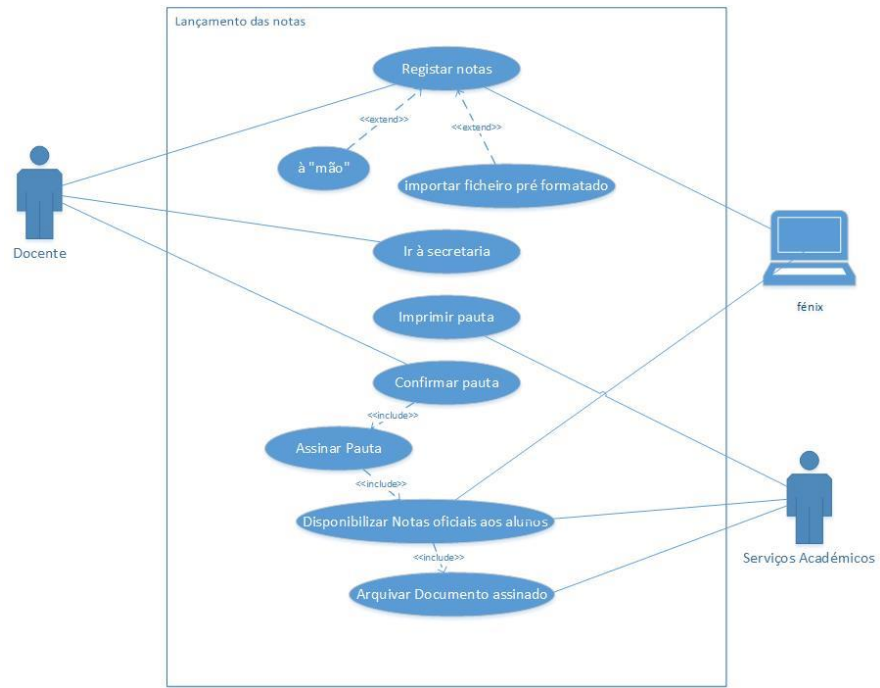 Lançamento das notas
Registar notas
<<extend>>
<<extend>>
à "mão"
importar ficheiro pré formatado
Docente
Ir à secretaria
fénix
Imprimir pauta
Confirmar pauta
<<include>>
Assinar Pauta
<<include>>
Disponibilizar Notas oficiais aos alunos
<<include>>
Serviços Académicos
Arquivar Documento assinado